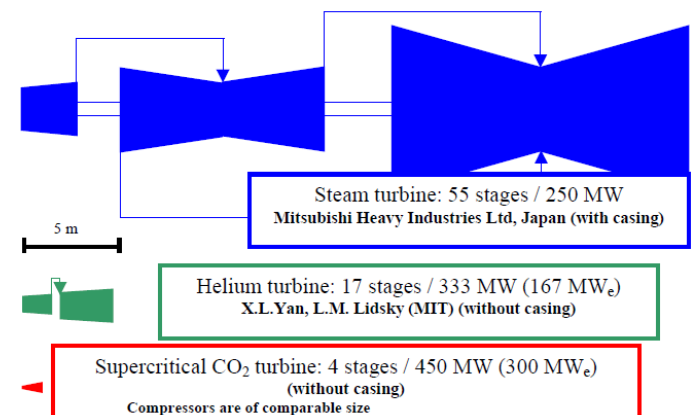 Steam turbine: 55 stages / 250 MW
Mitsubishi Heavy Industries Ltd, Japan (with casing)
5 m
Helium turbine: 17 stages / 333 MW (167 MWₑ)
X.L.Yan, L.M. Lidsky (MIT) (without casing)
Supercritical CO₂ turbine: 4 stages / 450 MW (300 MWₑ)
(without casing)
Compressors are of comparable size